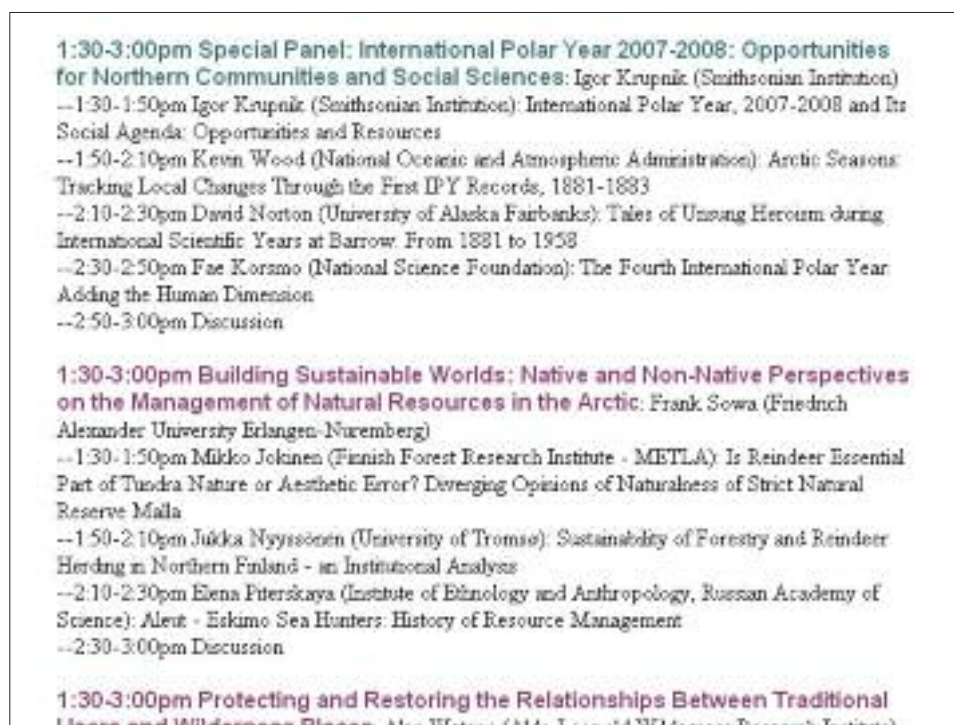 1:30-3:00pm Special Panel: International Polar Year 2007-2008: Opportunities
for Northern Communities and Social Sciences: Igor Krupnik (Smithsonian Institution)
--1:30-1:50pm Igor Krupnik (Smithsonian Institution): International Polar Year, 2007-2008 and Its
Social Agenda: Opportunities and Resources
--1:50-2:10pm Kevin Wood (National Oceanic and Atmospheric Administration): Arctic Seasons:
Tracking Local Changes Through the First IPY Records, 1881-1883
--2:10-2:30pm David Norton (University of Alaska Fairbanks): Tales of Unsung Heroism during
International Scientific Years at Barrow: From 1881 to 1958
--2:30-2:50pm Fae Korsmo (National Science Foundation): The Fourth International Polar Year:
Adding the Human Dimension
--2:50-3:00pm Discussion
1:30-3:00pm Building Sustainable Worlds: Native and Non-Native Perspectives
on the Management of Natural Resources in the Arctic: Frank Sowa (Friedrich
Alexander University Erlangen-Nuremberg)
--1:30-1:50pm Mikko Jokinen (Finnish Forest Research Institute - METLA): Is Reindeer Essential
Part of Tundra Nature or Aesthetic Error? Diverging Opinions of Naturalness of Strict Natural
Reserve Malla
--1:50-2:10pm Jukka Nyyssönen (University of Tromsø): Sustainability of Forestry and Reindeer
Herding in Northern Finland - an Institutional Analysis
--2:10-2:30pm Elena Piterskaya (Institute of Ethnology and Anthropology, Russian Academy of
Science): Aleut - Eskimo Sea Hunters: History of Resource Management
--2:30-3:00pm Discussion
1:30-3:00pm Protecting and Restoring the Relationships Between Traditional
Users and Wilderness Places: Alan Watson (Aldo Leopold Wilderness Research Institute)